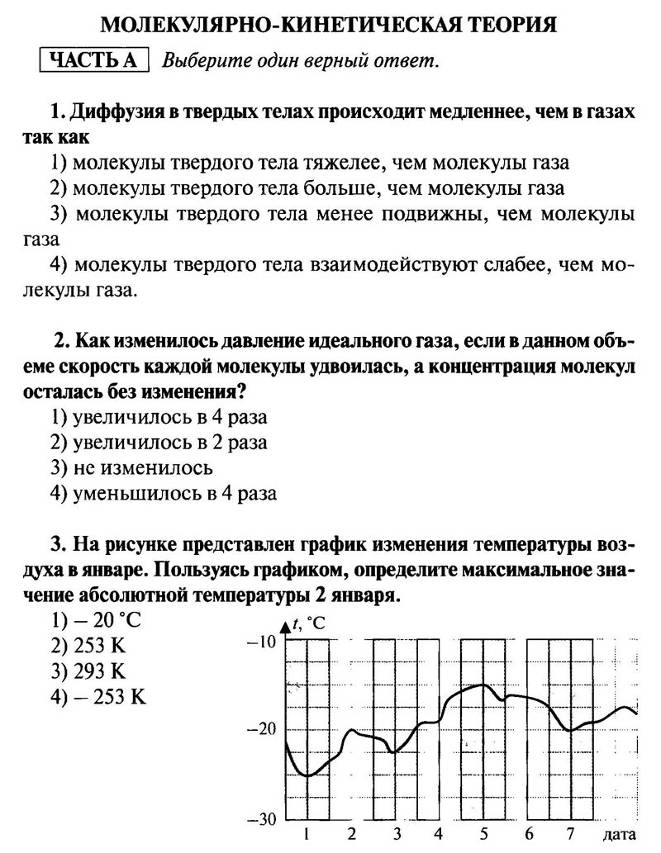 МОЛЕКУЛЯРНО-КИНЕТИЧЕСКАЯ ТЕОРИЯ
ЧАСТЬ А Выберите один верный ответ.
1. Диффузия в твердых телах происходит медленнее, чем в газах
так как
1) молекулы твердого тела тяжелее, чем молекулы газа
2) молекулы твердого тела больше, чем молекулы газа
3) молекулы твердого тела менее подвижны, чем молекулы
газа
4) молекулы твердого тела взаимодействуют слабее, чем мо-
лекулы газа.
2. Как изменилось давление идеального газа, если в данном объ-
еме скорость каждой молекулы удвоилась, а концентрация молекул
осталась без изменения?
1) увеличилось в 4 раза
2) увеличилось в 2 раза
3) не изменилось
4) уменьшилось в 4 раза
3. На рисунке представлен график изменения температуры воз-
духа в январе. Пользуясь графиком, определите максимальное зна-
чение абсолютной температуры 2 января.
1) – 20 °С
2) 253 К
3) 293 К
4) – 253 К
t, °С
–10
–20
–30
1 2 3 4 5 6 7 дата